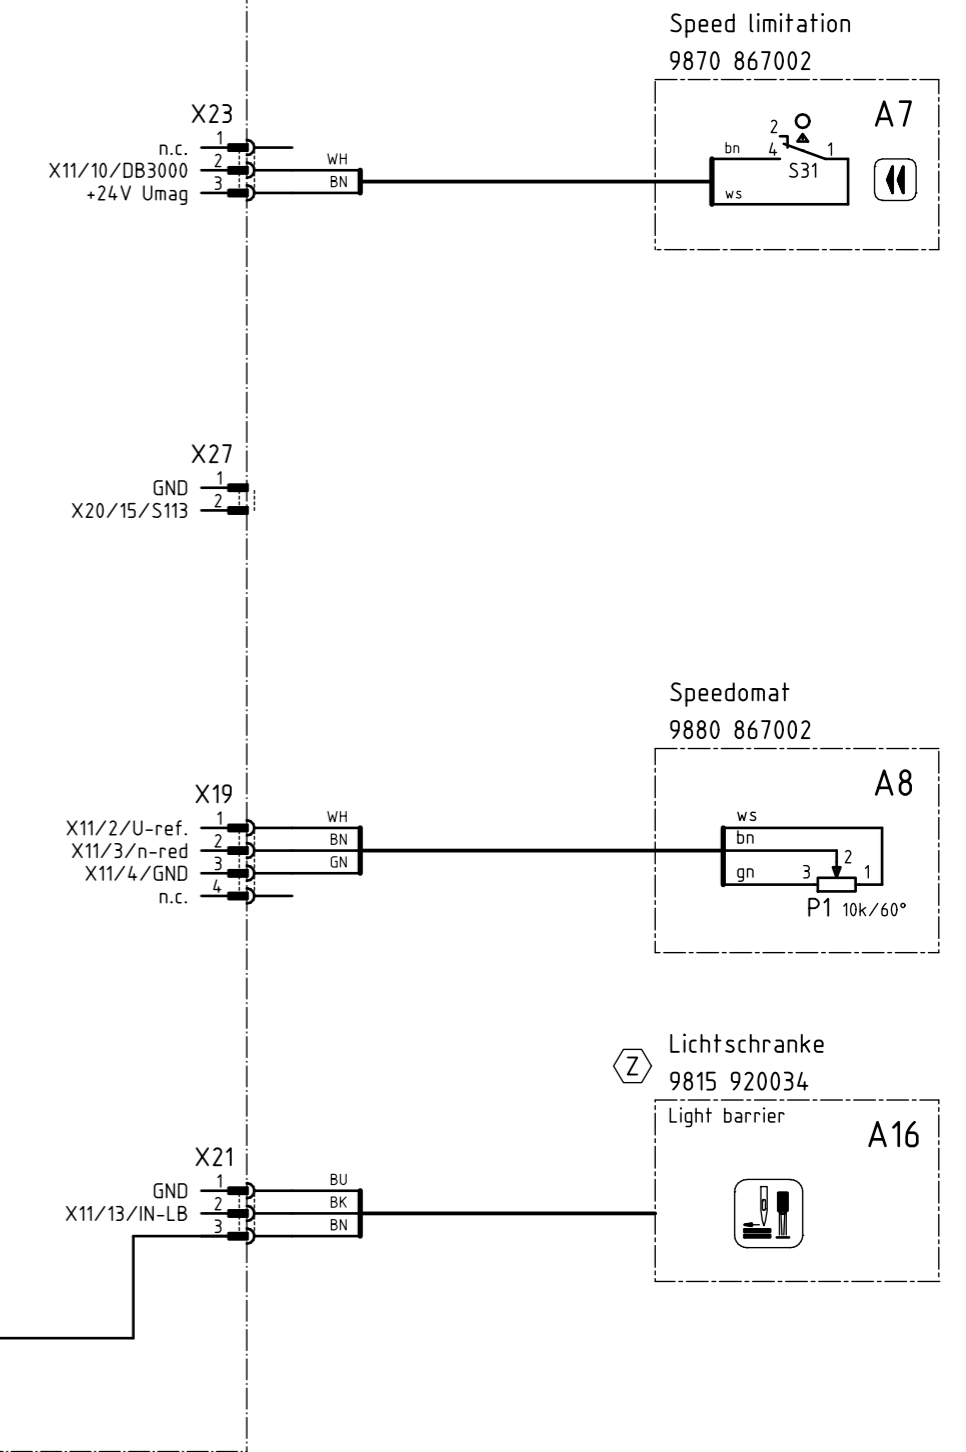 Speed limitation
9870 867002
A7
X23
1
n.c.
2
X11/10/DB3000
3
+24V Umag
WH
BN
bn
ws
2
4
1
S31
X27
1
GND
2
X20/15/S113
Speedomat
9880 867002
A8
X19
1
X11/2/U-ref.
2
X11/3/n-red
3
X11/4/GND
4
n.c.
WH
BN
GN
ws
bn
gn
2
3
1
P1 10k/60°
Z
Lichtschranke
9815 920034
Light barrier
A16
X21
1
GND
2
X11/13/IN-LB
3
BU
BK
BN